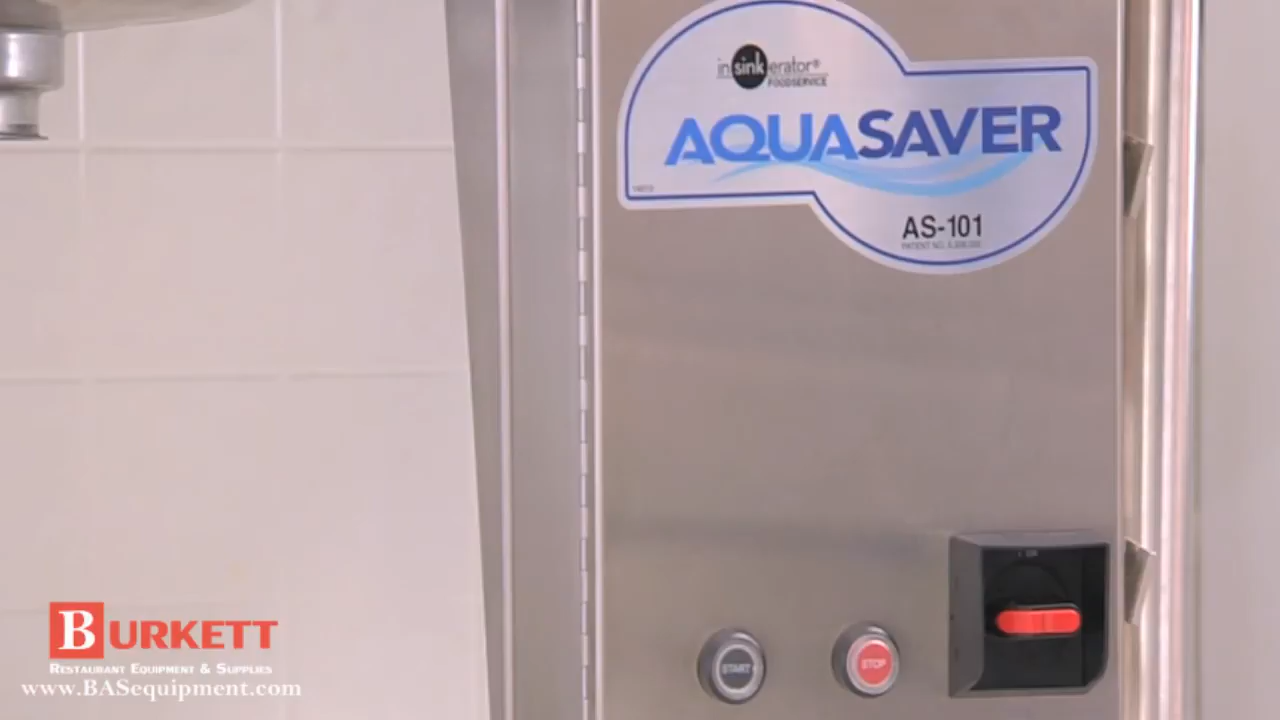 insinkerator®
FOODSERVICE
AQUASAVER
AS-101
START
STOP
BURKETT
RESTAURANT EQUIPMENT & SUPPLIES
www.BASequipment.com